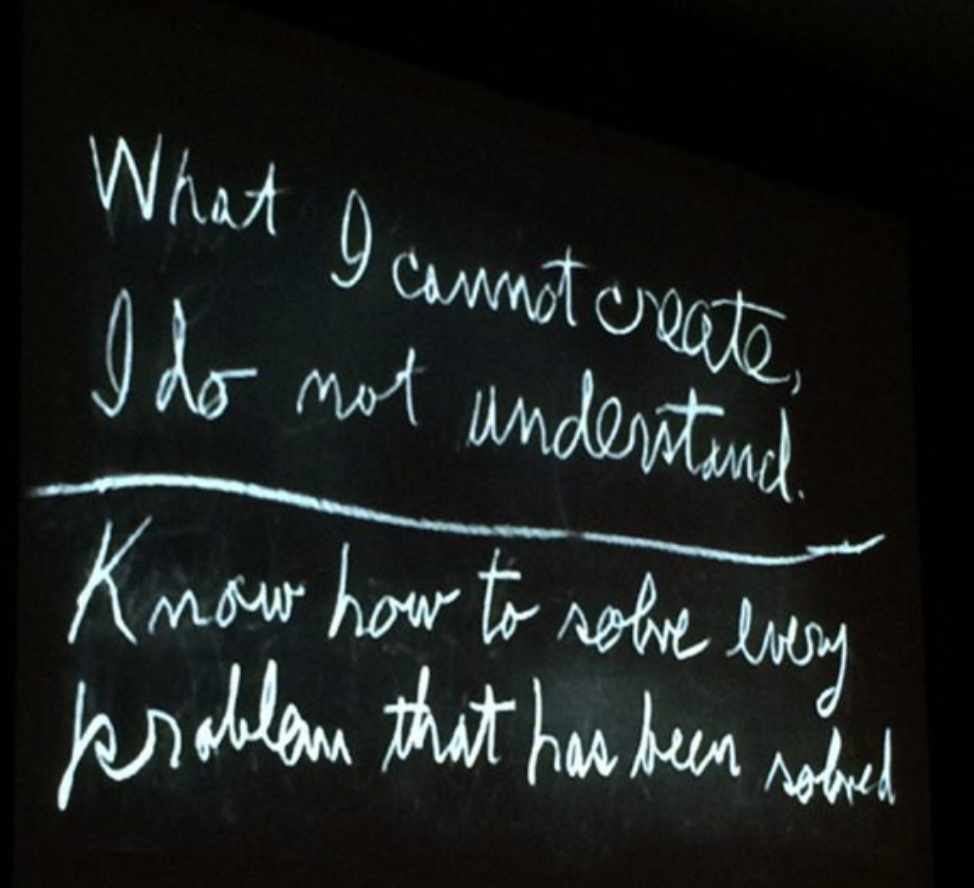 What I cannot create,
I do not understand.
Know how to solve every
problem that has been solved